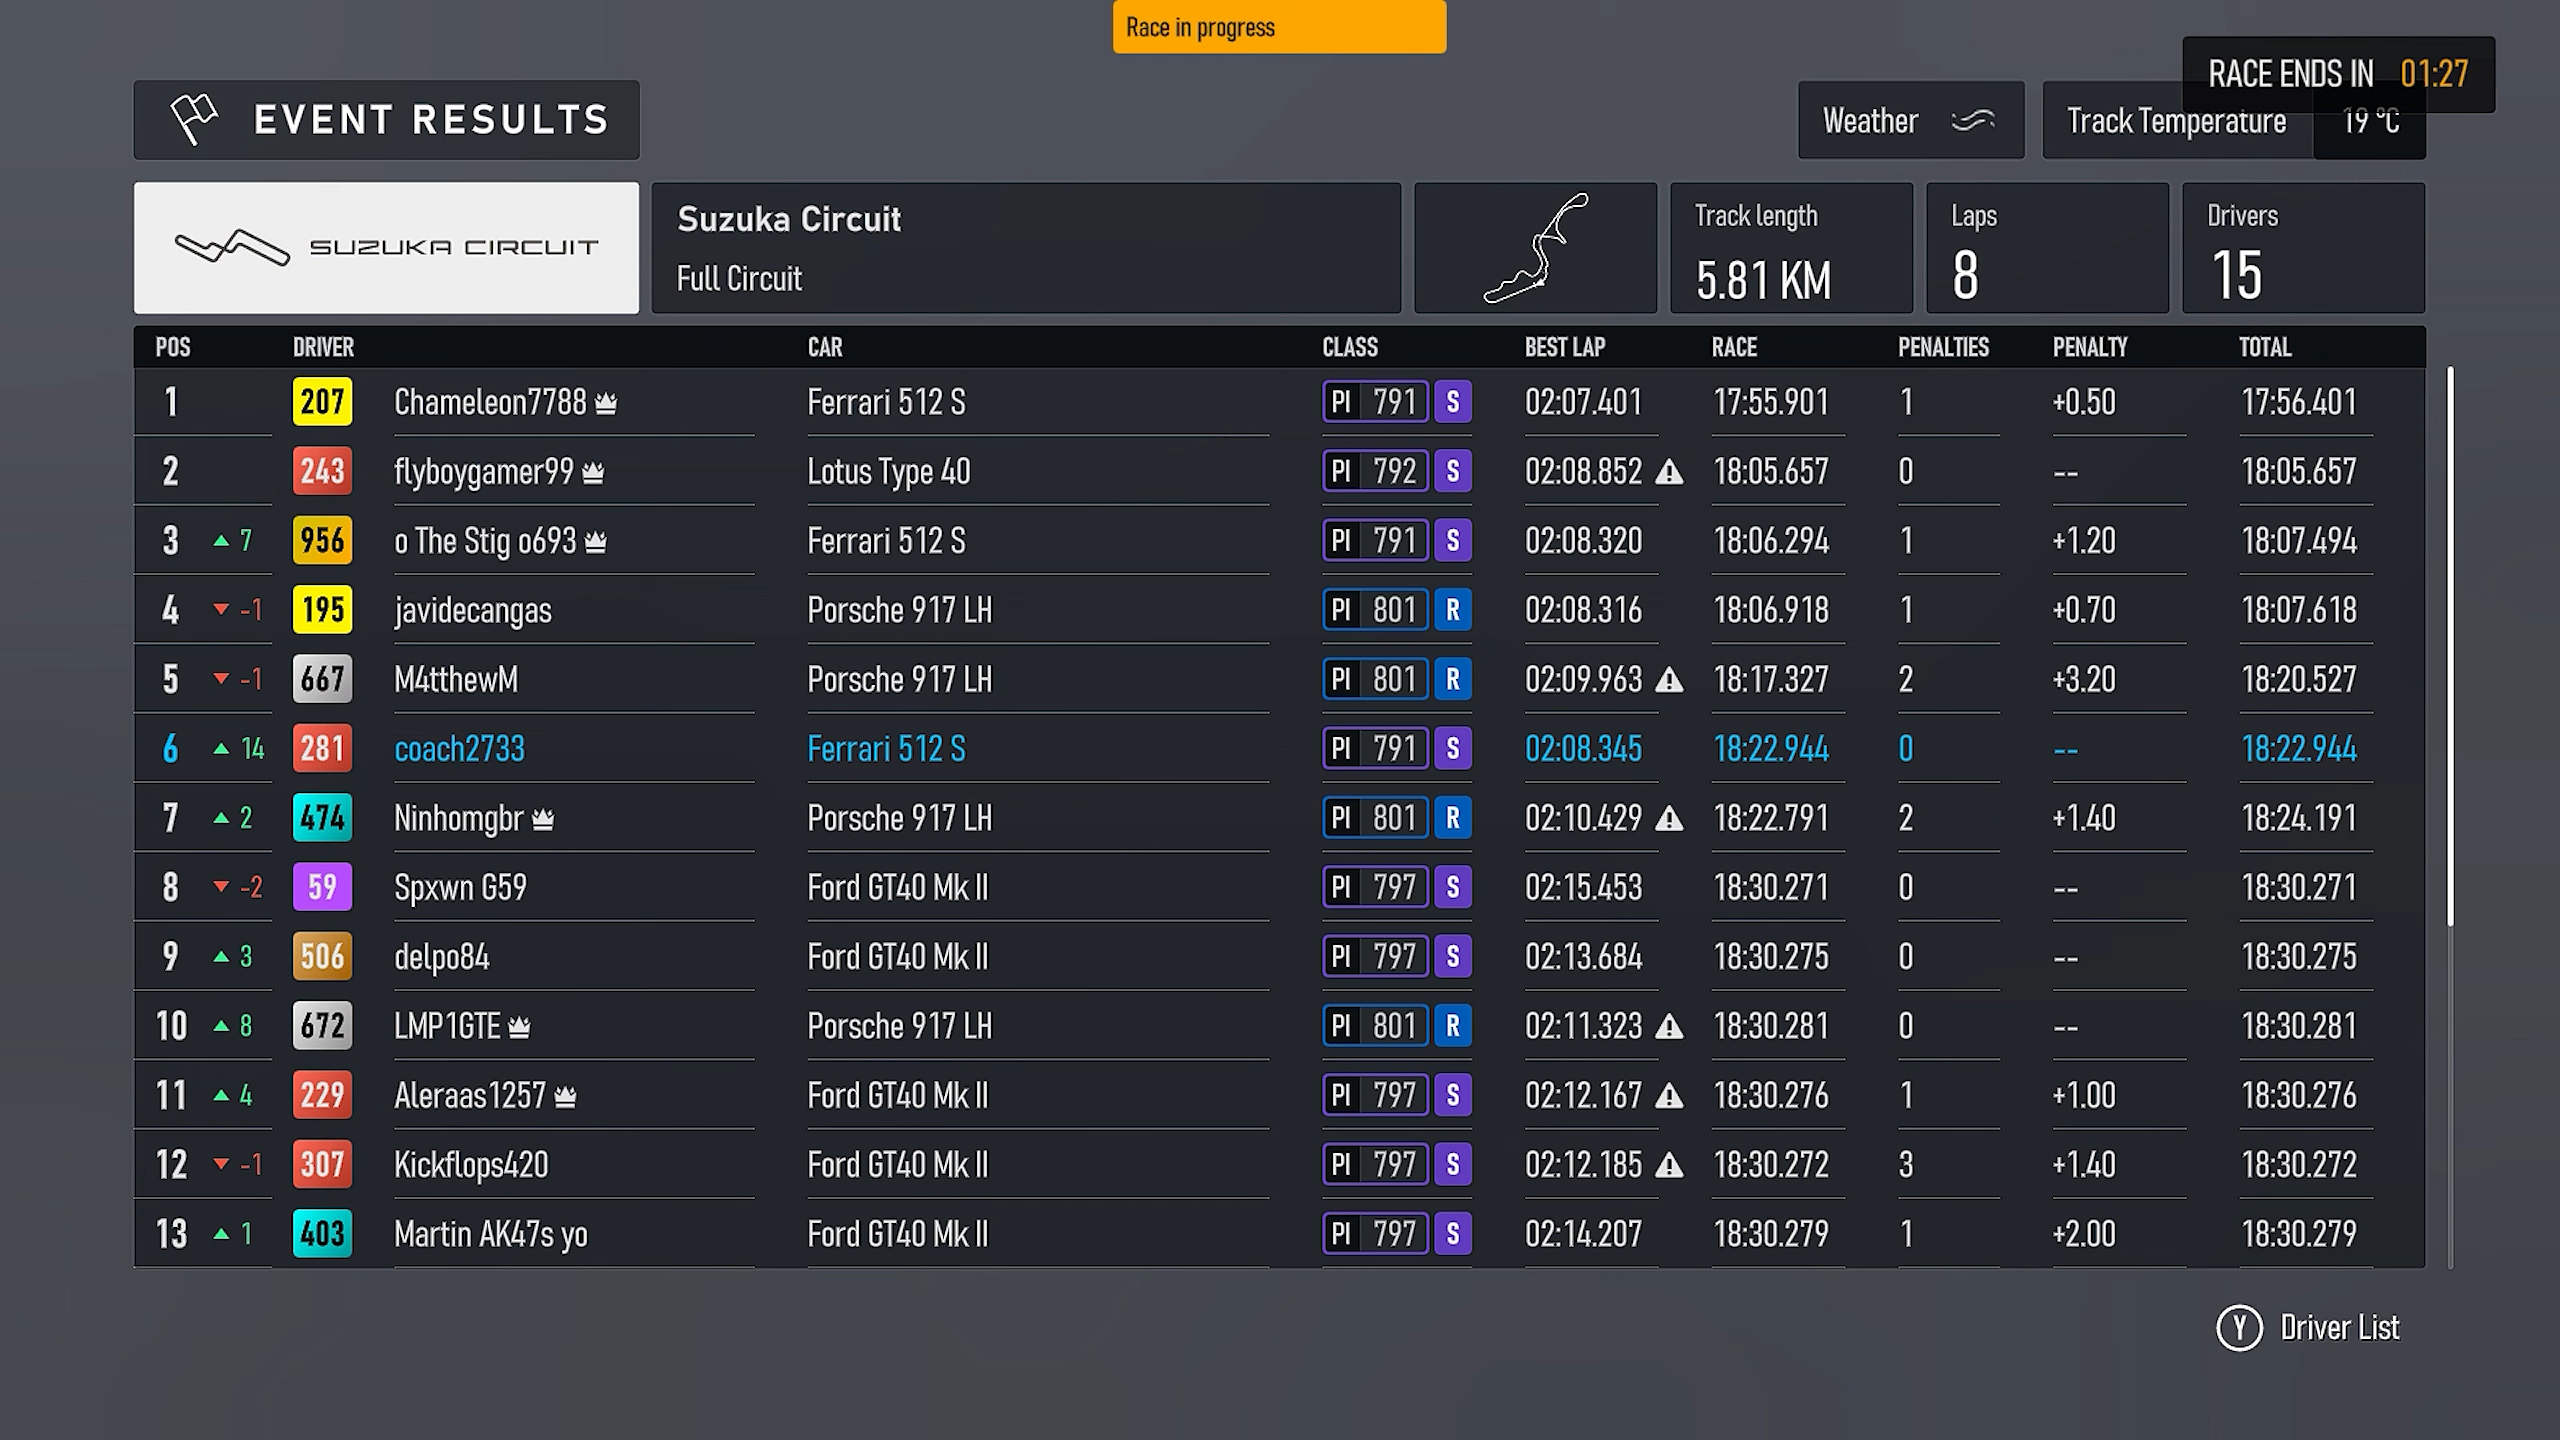 Race in progress
RACE ENDS IN 01:27
EVENT RESULTS
Weather
Track Temperature 19 °C
SUZUKA CIRCUIT
Suzuka Circuit
Full Circuit
Track length
5.81 KM
Laps
8
Drivers
15
POS DRIVER CAR CLASS BEST LAP RACE PENALTIES PENALTY TOTAL
1 207 Chameleon7788 Ferrari 512 S PI 791 S 02:07.401 17:55.901 1 +0.50 17:56.401
2 243 flyboygamer99 Lotus Type 40 PI 792 S 02:08.852 18:05.657 0 -- 18:05.657
3 7 956 o The Stig o693 Ferrari 512 S PI 791 S 02:08.320 18:06.294 1 +1.20 18:07.494
4 -1 195 javidecangas Porsche 917 LH PI 801 R 02:08.316 18:06.918 1 +0.70 18:07.618
5 -1 667 M4tthewM Porsche 917 LH PI 801 R 02:09.963 18:17.327 2 +3.20 18:20.527
6 14 281 coach2733 Ferrari 512 S PI 791 S 02:08.345 18:22.944 0 -- 18:22.944
7 2 474 Ninhomgbr Porsche 917 LH PI 801 R 02:10.429 18:22.791 2 +1.40 18:24.191
8 -2 59 Spxwn G59 Ford GT40 Mk II PI 797 S 02:15.453 18:30.271 0 -- 18:30.271
9 3 506 delpo84 Ford GT40 Mk II PI 797 S 02:13.684 18:30.275 0 -- 18:30.275
10 8 672 LMP1GTE Porsche 917 LH PI 801 R 02:11.323 18:30.281 0 -- 18:30.281
11 4 229 Aleraas1257 Ford GT40 Mk II PI 797 S 02:12.167 18:30.276 1 +1.00 18:30.276
12 -1 307 Kickflops420 Ford GT40 Mk II PI 797 S 02:12.185 18:30.272 3 +1.40 18:30.272
13 1 403 Martin AK47s yo Ford GT40 Mk II PI 797 S 02:14.207 18:30.279 1 +2.00 18:30.279
Y Driver List